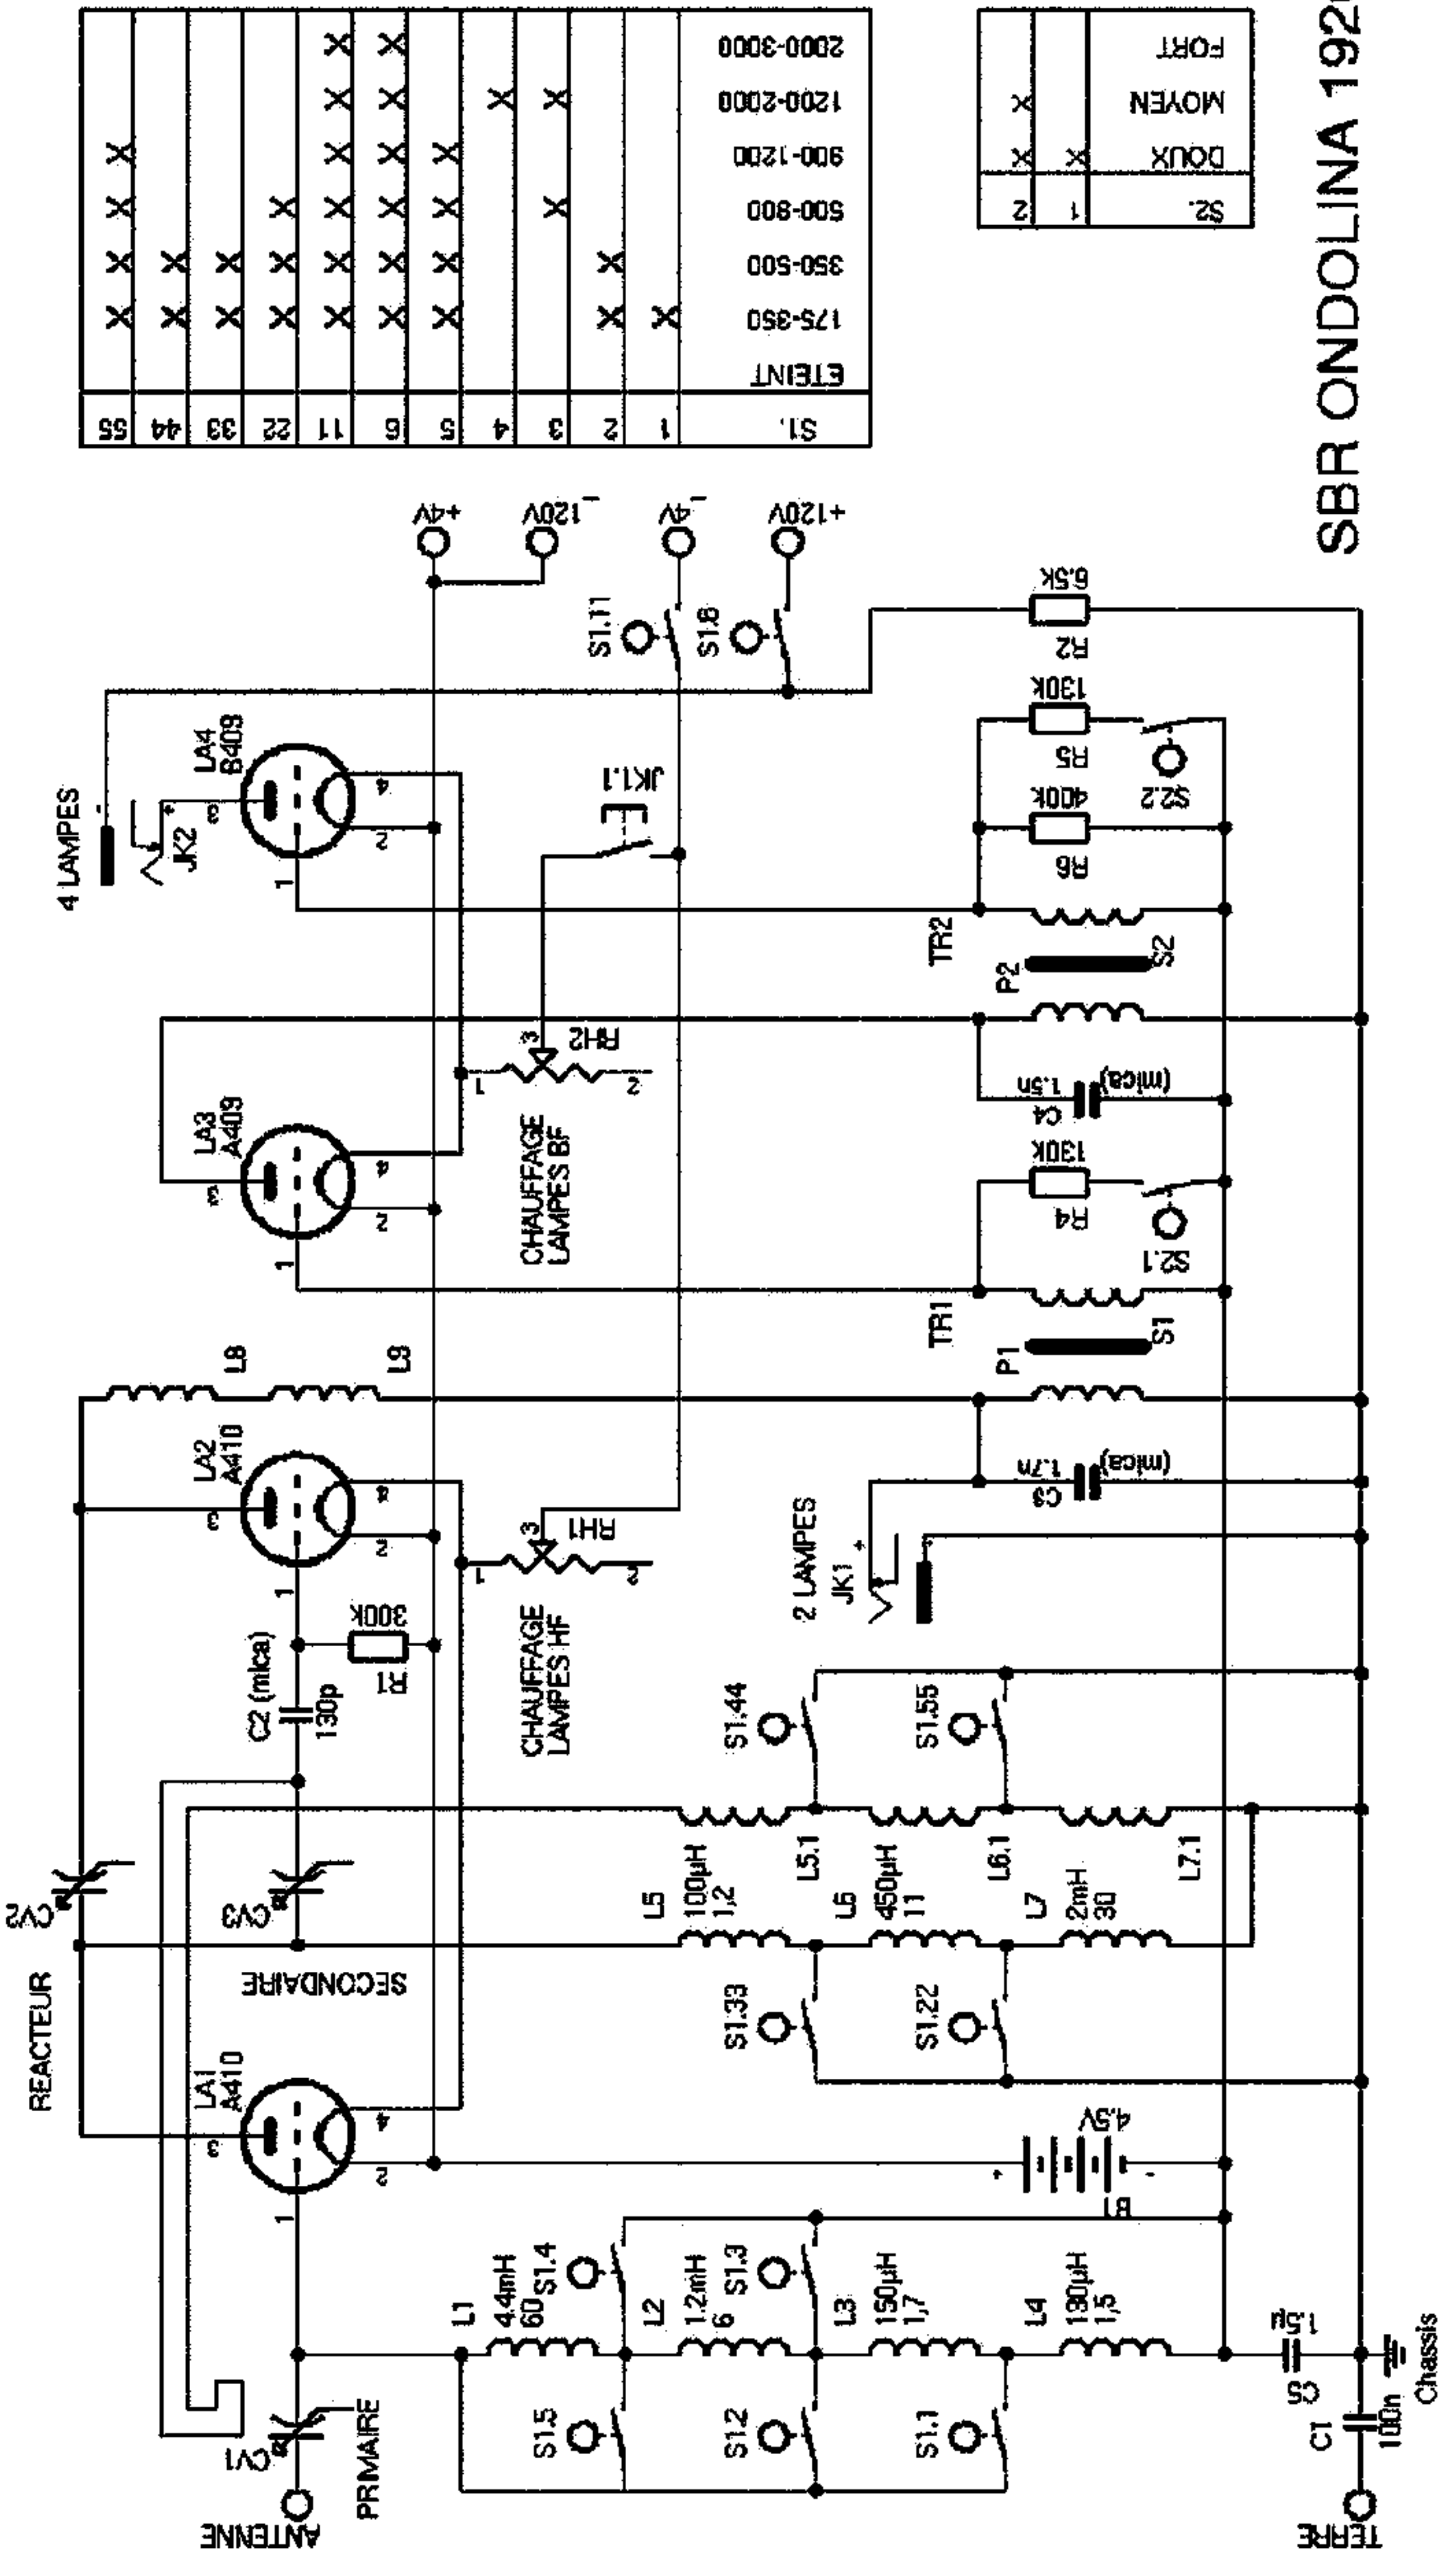 S1.
1
2
3
4
5
6
11
22
33
44
55
ETEINT
175-350
X X X X X X X X X
350-500
X X X X X X X X
500-800
X X X X X X
900-1200
X X X X
1200-2000
X X X X
2000-3000
X X
S2.
1
2
DOUX
X X
MOYEN
X
FORT
+4V
-120V
-4V
+120V
S1.11
S1.6
4 LAMPES
JK2
LA4
B409
JK1.1
R2
6.5k
R5
130k
S2.2
R6
400k
TR2
P2
S2
LA3
A409
RH2
CHAUFFAGE
LAMPES BF
C4
1.5n
(mica)
R4
130k
S2.1
TR1
P1
S1
L8
L9
LA2
A410
RH1
CHAUFFAGE
LAMPES HF
C3
1.7n
(mica)
2 LAMPES
JK1
C2 (mica)
130p
R1
300k
S1.44
S1.55
CV2
REACTEUR
CV3
SECONDAIRE
L5
100µH
1,2
L5.1
L6
450µH
11
L6.1
L7
2mH
30
L7.1
S1.33
S1.22
LA1
A410
B1
4.5V
L1
4.4mH
60
S1.4
L2
1.2mH
6
S1.3
L3
L4
1,7
1,5
S1.5
S1.2
S1.1
CV1
PRIMAIRE
ANTENNE
C5
C1
100n
Chassis
TERRE
SBR ONDOLINA